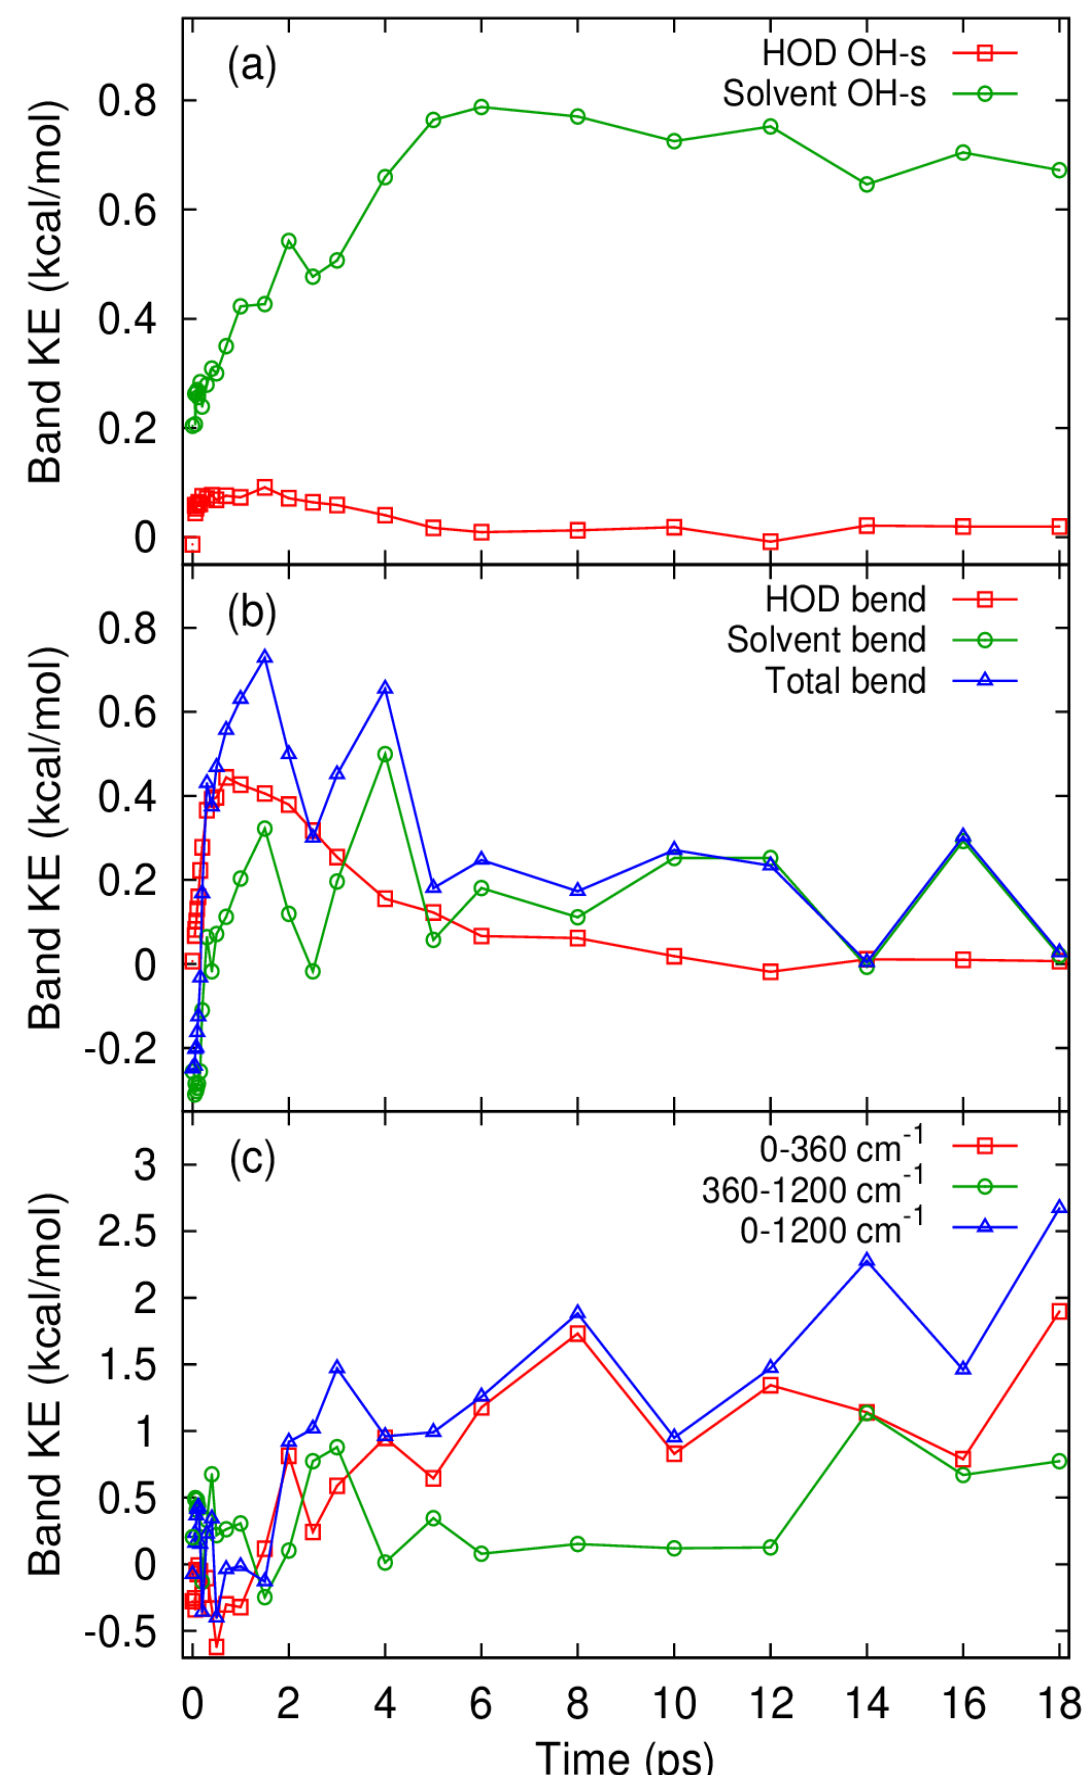 (a)
HOD OH-s
Solvent OH-s
Band KE (kcal/mol)
0.8
0.6
0.4
0.2
0
(b)
HOD bend
Solvent bend
Total bend
Band KE (kcal/mol)
0.8
0.6
0.4
0.2
0
-0.2
(c)
0-360 cm⁻¹
360-1200 cm⁻¹
0-1200 cm⁻¹
Band KE (kcal/mol)
3
2.5
2
1.5
1
0.5
0
-0.5
0 2 4 6 8 10 12 14 16 18
Time (ps)